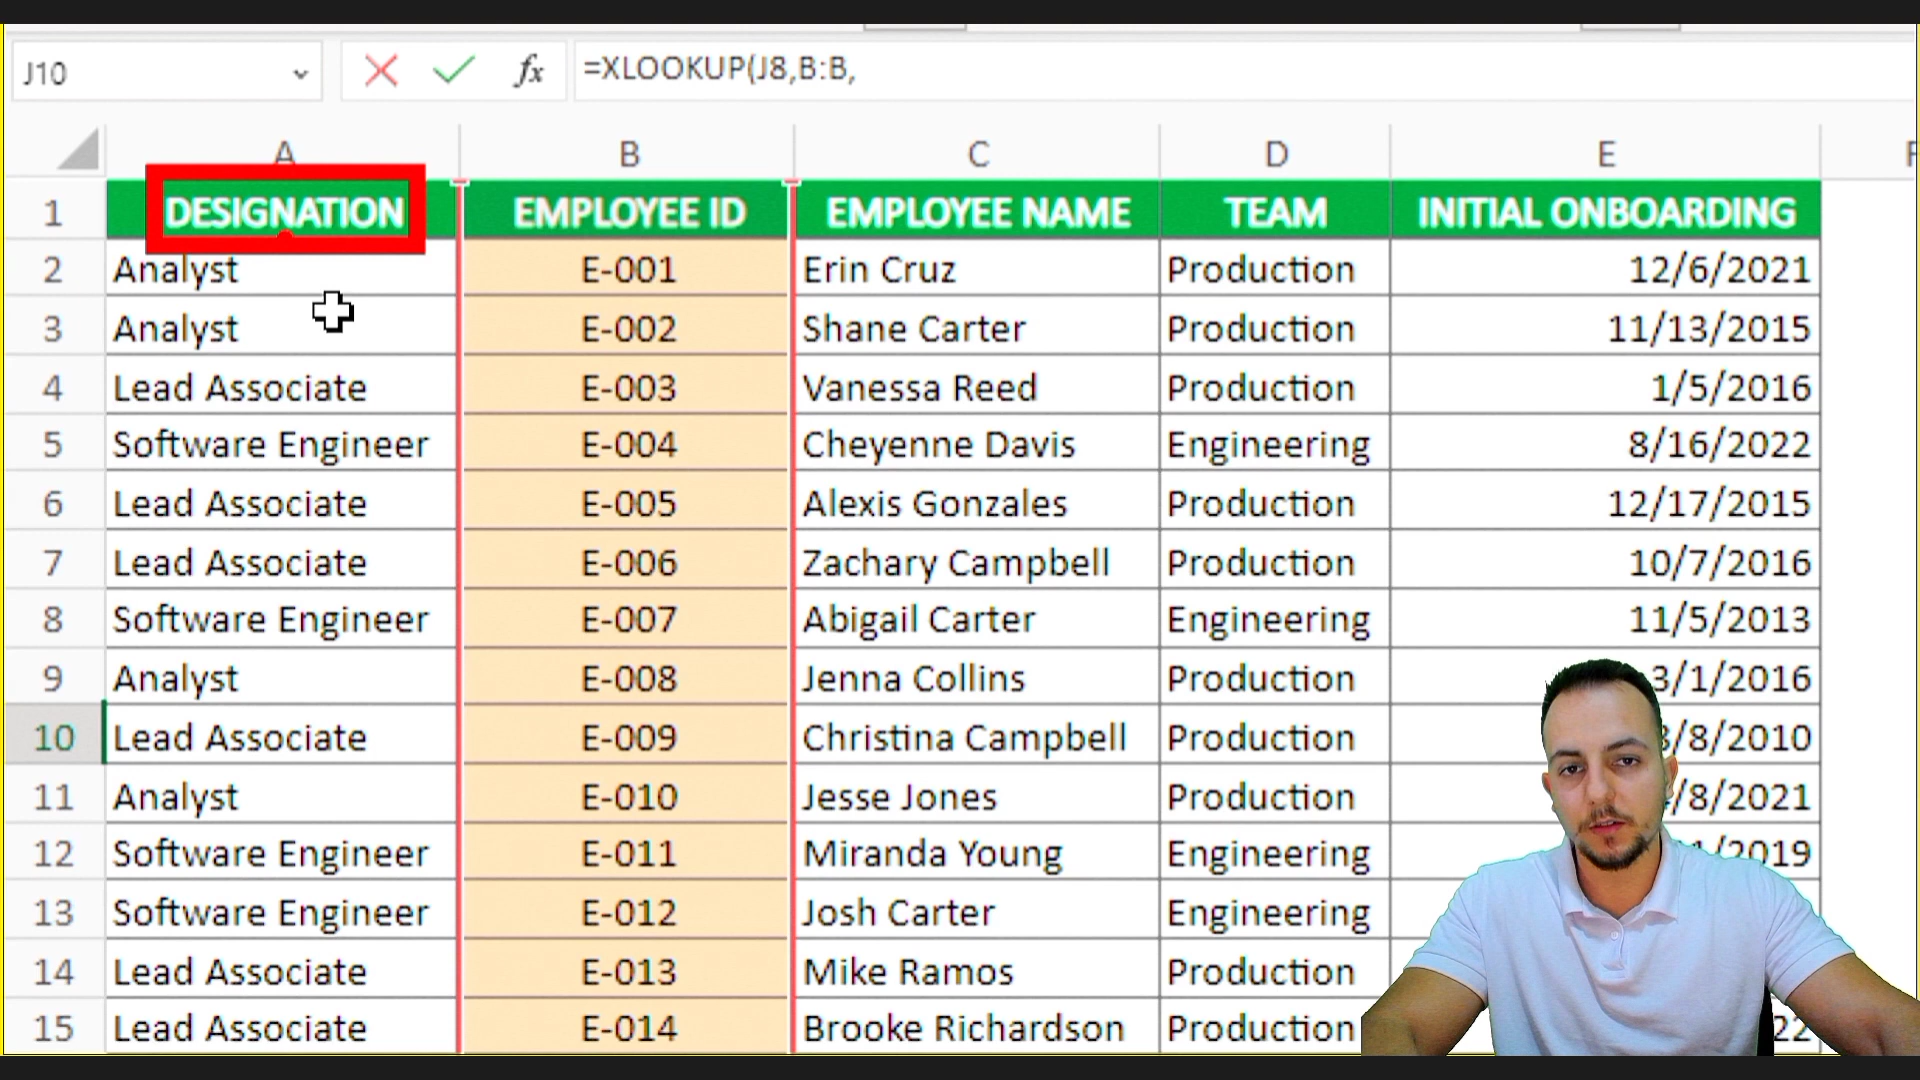 J10 fx =XLOOKUP(J8,B:B,
A B C D E
1 DESIGNATION EMPLOYEE ID EMPLOYEE NAME TEAM INITIAL ONBOARDING
2 Analyst E-001 Erin Cruz Production 12/6/2021
3 Analyst E-002 Shane Carter Production 11/13/2015
4 Lead Associate E-003 Vanessa Reed Production 1/5/2016
5 Software Engineer E-004 Cheyenne Davis Engineering 8/16/2022
6 Lead Associate E-005 Alexis Gonzales Production 12/17/2015
7 Lead Associate E-006 Zachary Campbell Production 10/7/2016
8 Software Engineer E-007 Abigail Carter Engineering 11/5/2013
9 Analyst E-008 Jenna Collins Production 3/1/2016
10 Lead Associate E-009 Christina Campbell Production /8/2010
11 Analyst E-010 Jesse Jones Production /8/2021
12 Software Engineer E-011 Miranda Young Engineering /2019
13 Software Engineer E-012 Josh Carter Engineering
14 Lead Associate E-013 Mike Ramos Production
15 Lead Associate E-014 Brooke Richardson Production 22